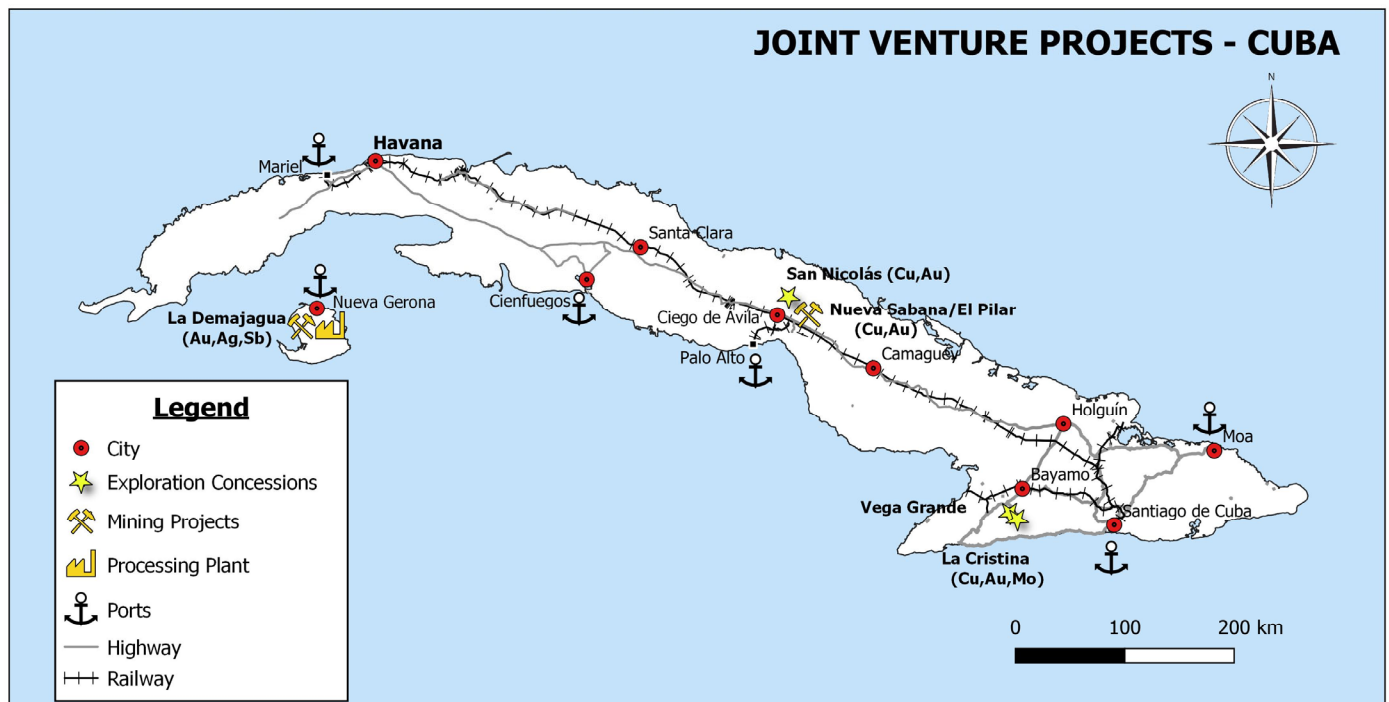 JOINT VENTURE PROJECTS - CUBA
N
Havana
Mariel
Santa Clara
San Nicolás (Cu,Au)
Nueva Gerona
Cienfuegos
La Demajagua
(Au,Ag,Sb)
Ciego de Ávila
Nueva Sabana/El Pilar
(Cu,Au)
Palo Alto
Camaguey
Holguín
Moa
Bayamo
Vega Grande
Santiago de Cuba
La Cristina
(Cu,Au,Mo)
Legend
City
Exploration Concessions
Mining Projects
Processing Plant
Ports
Highway
Railway
0 100 200 km